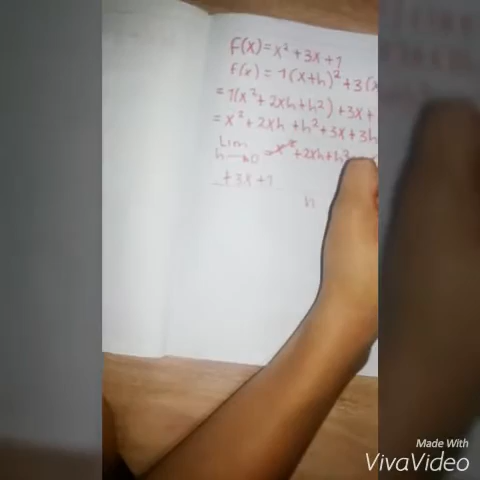 f(x)= x² + 3x + 1
f(x) = 1(x+h)² + 3(x
= 1(x²+ 2xh + h²) + 3x +
= x² + 2xh + h² + 3x + 3h
Lim
h→0 = x² + 2xh + h²
+ 3x + 1
h
Made With
VivaVideo